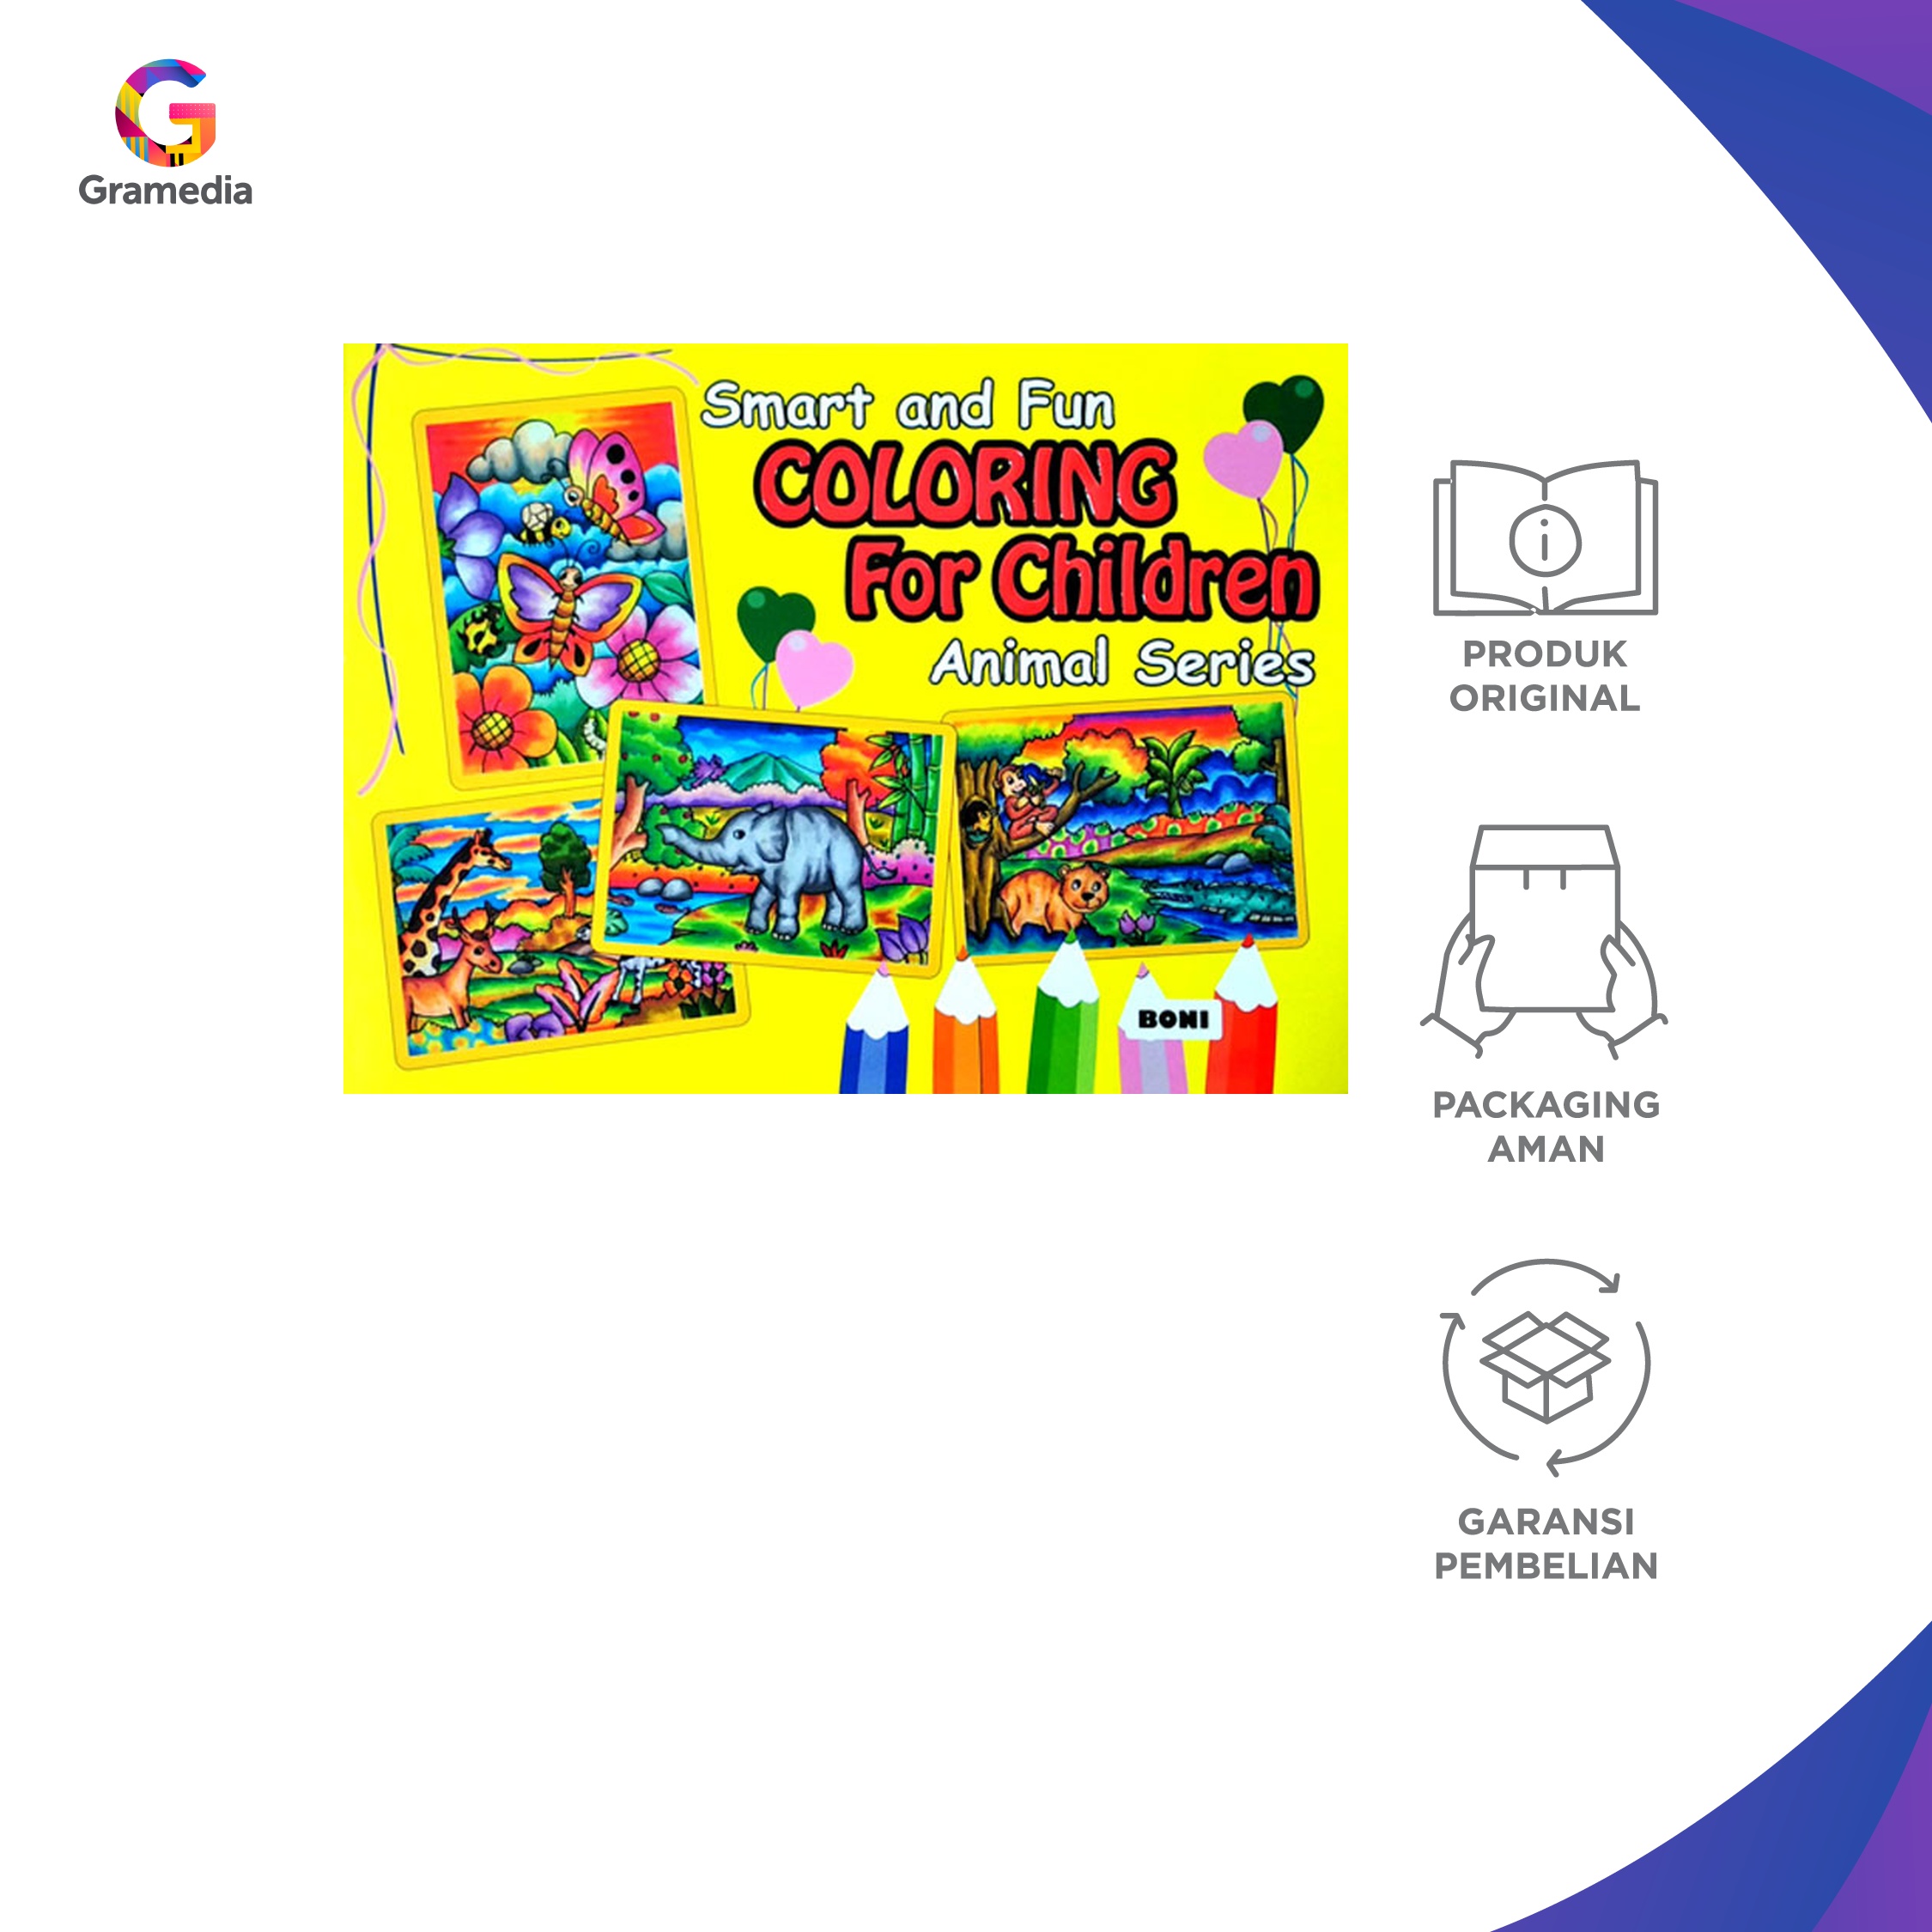 Gramedia
Smart and Fun
COLORING
For Children
Animal Series
BONI
PRODUK
ORIGINAL
PACKAGING
AMAN
GARANSI
PEMBELIAN